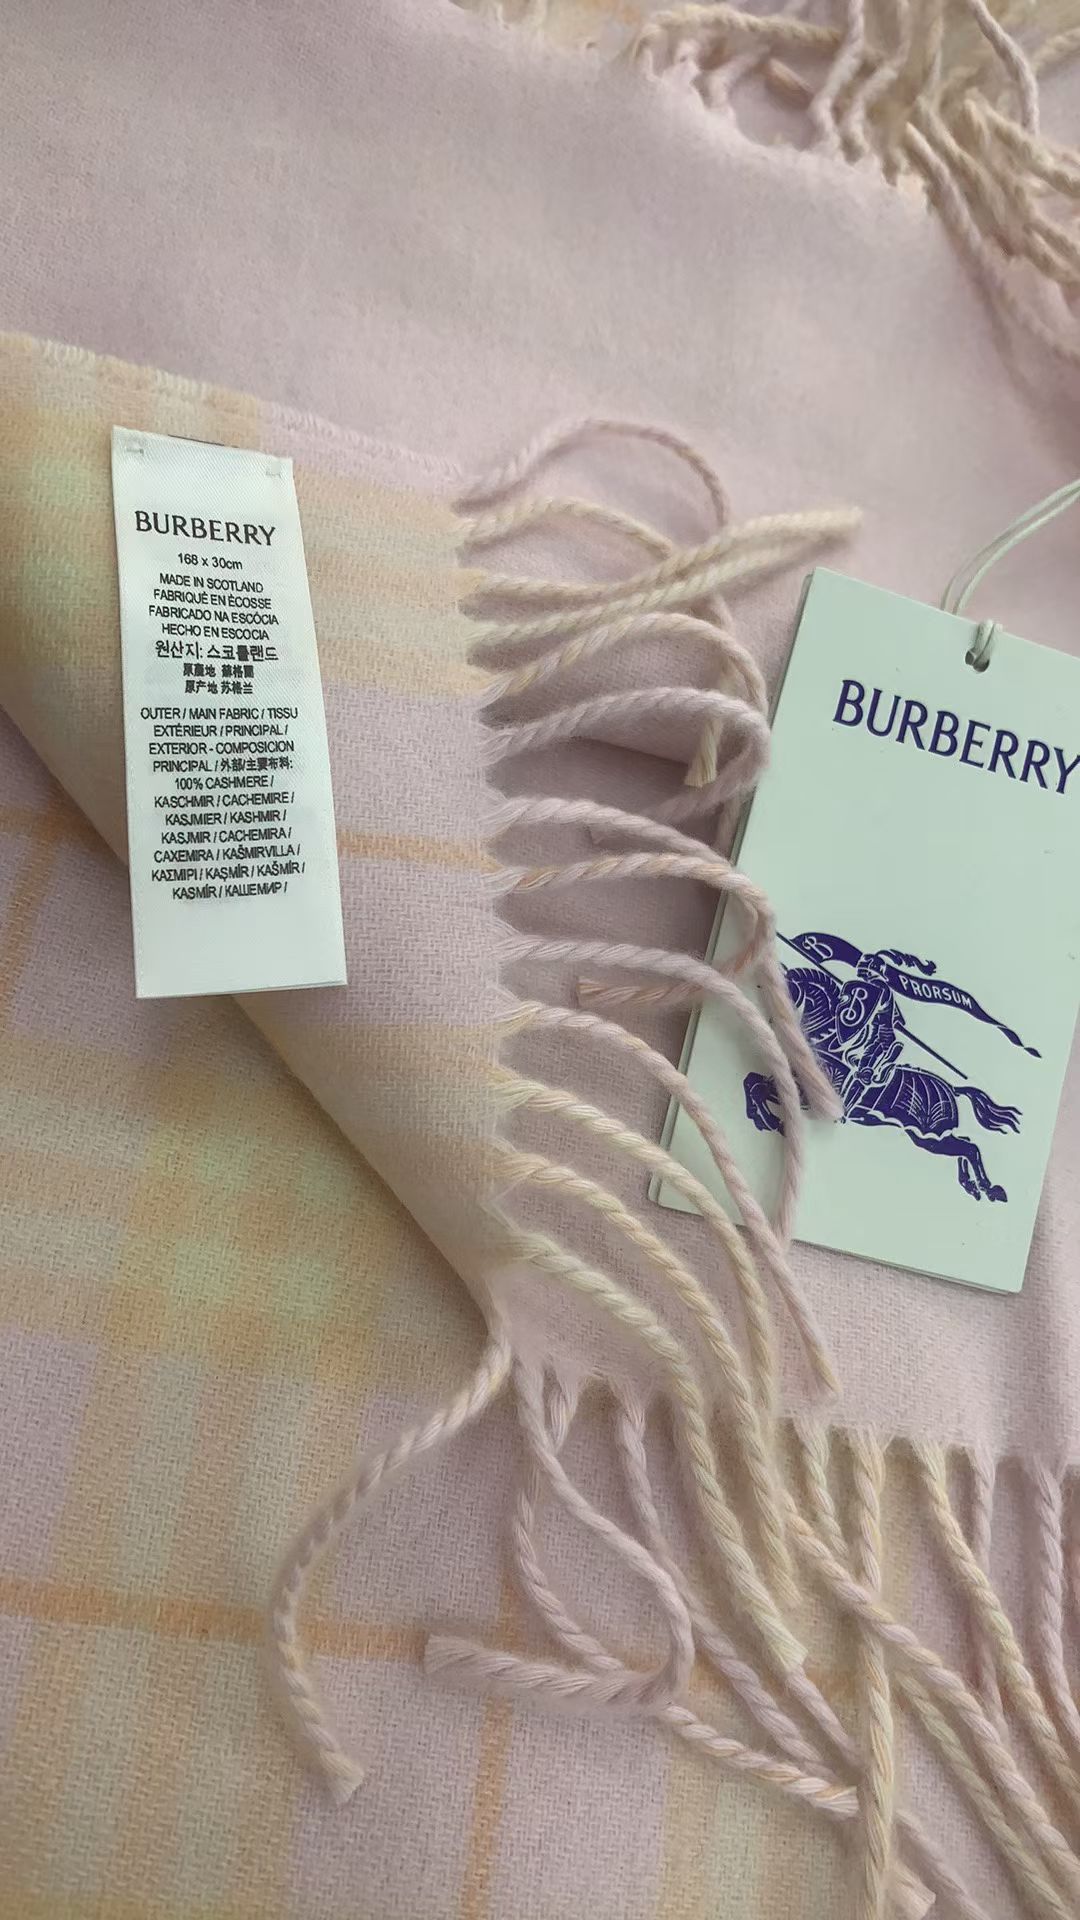 BURBERRY
168 x 30cm
MADE IN SCOTLAND
FABRIQUÉ EN ÉCOSSE
FABRICADO NA ESCÓCIA
HECHO EN ESCOCIA
원산지: 스코틀랜드
原產地 蘇格蘭
原产地 苏格兰
OUTER / MAIN FABRIC / TISSU
EXTÉRIEUR / PRINCIPAL /
EXTERIOR - COMPOSICION
PRINCIPAL / 外部/主要布料:
100% CASHMERE /
KASCHMIR / CACHEMIRE /
KASJMIER / KASHMIR /
KASJMIR / CACHEMIRA /
CAXEMIRA / KAŠMIRVILLA /
ΚΑΣΜΙΡΙ / KAŞMİR / KAŠMÍR /
KASMÍR / КАШЕМИР /
BURBERRY
B
PRORSUM
B